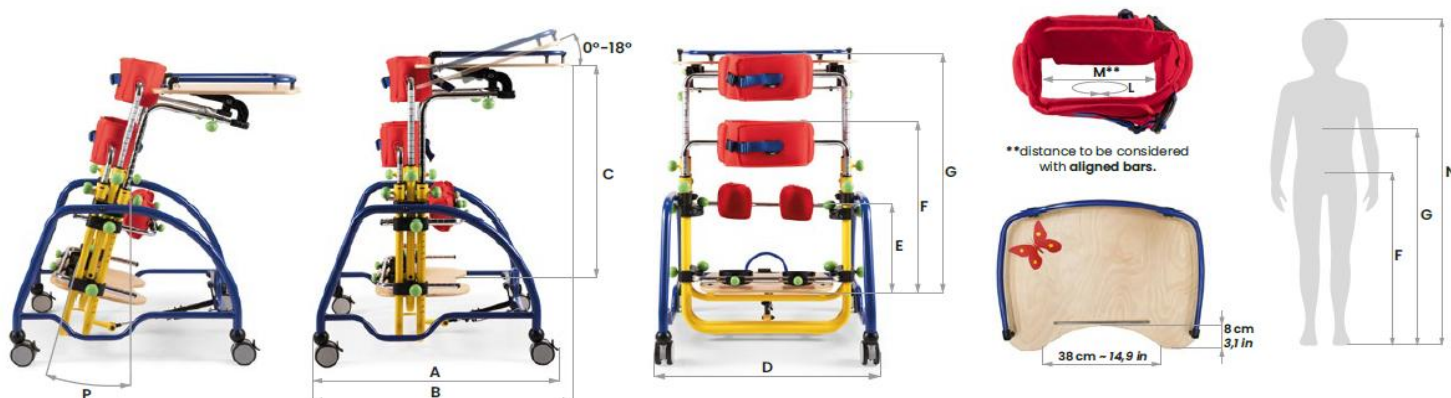 0°-18°
C
G
F
E
P
A
B
D
M**
L
**distance to be considered
with aligned bars.
8 cm
3,1 in
38 cm ~ 14,9 in
N
G
F